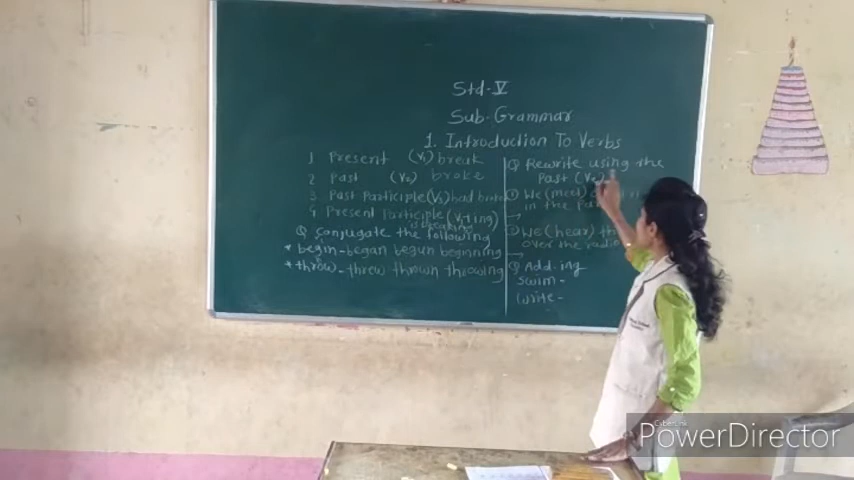 Std-V
Sub-Grammar
1. Introduction To Verbs
1 Present (V1) break
2 Past (V2) broke
3 Past Participle (V3) had broken
4 Present Participle (V1-ing)
is breaking
Q conjugate the following
* begin - began begun beginning
* throw - threw thrown throwing
Q Rewrite using the
Past (V2)
① We (meet)
in the
→
② We (hear) th
over the radio
→
Q Add-ing
swim -
write -
PowerDirector